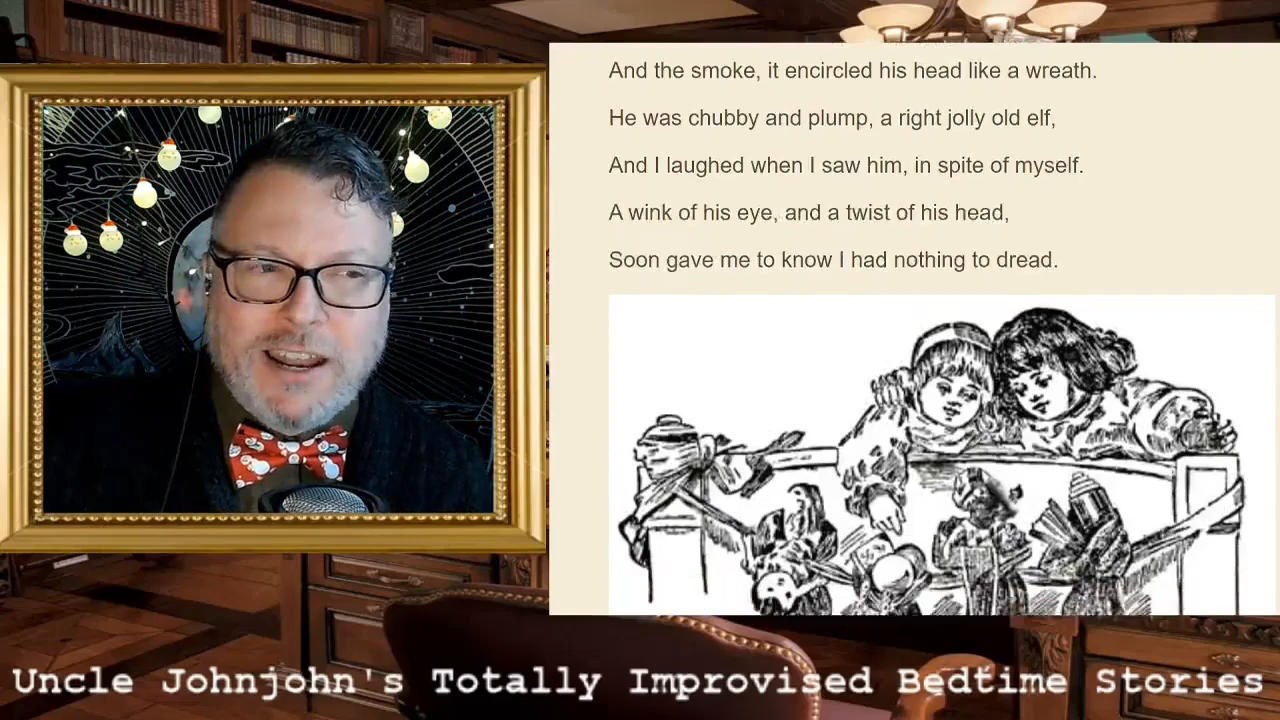 And the smoke, it encircled his head like a wreath.
He was chubby and plump, a right jolly old elf,
And I laughed when I saw him, in spite of myself.
A wink of his eye, and a twist of his head,
Soon gave me to know I had nothing to dread.
Uncle Johnjohn's Totally Improvised Bedtime Stories